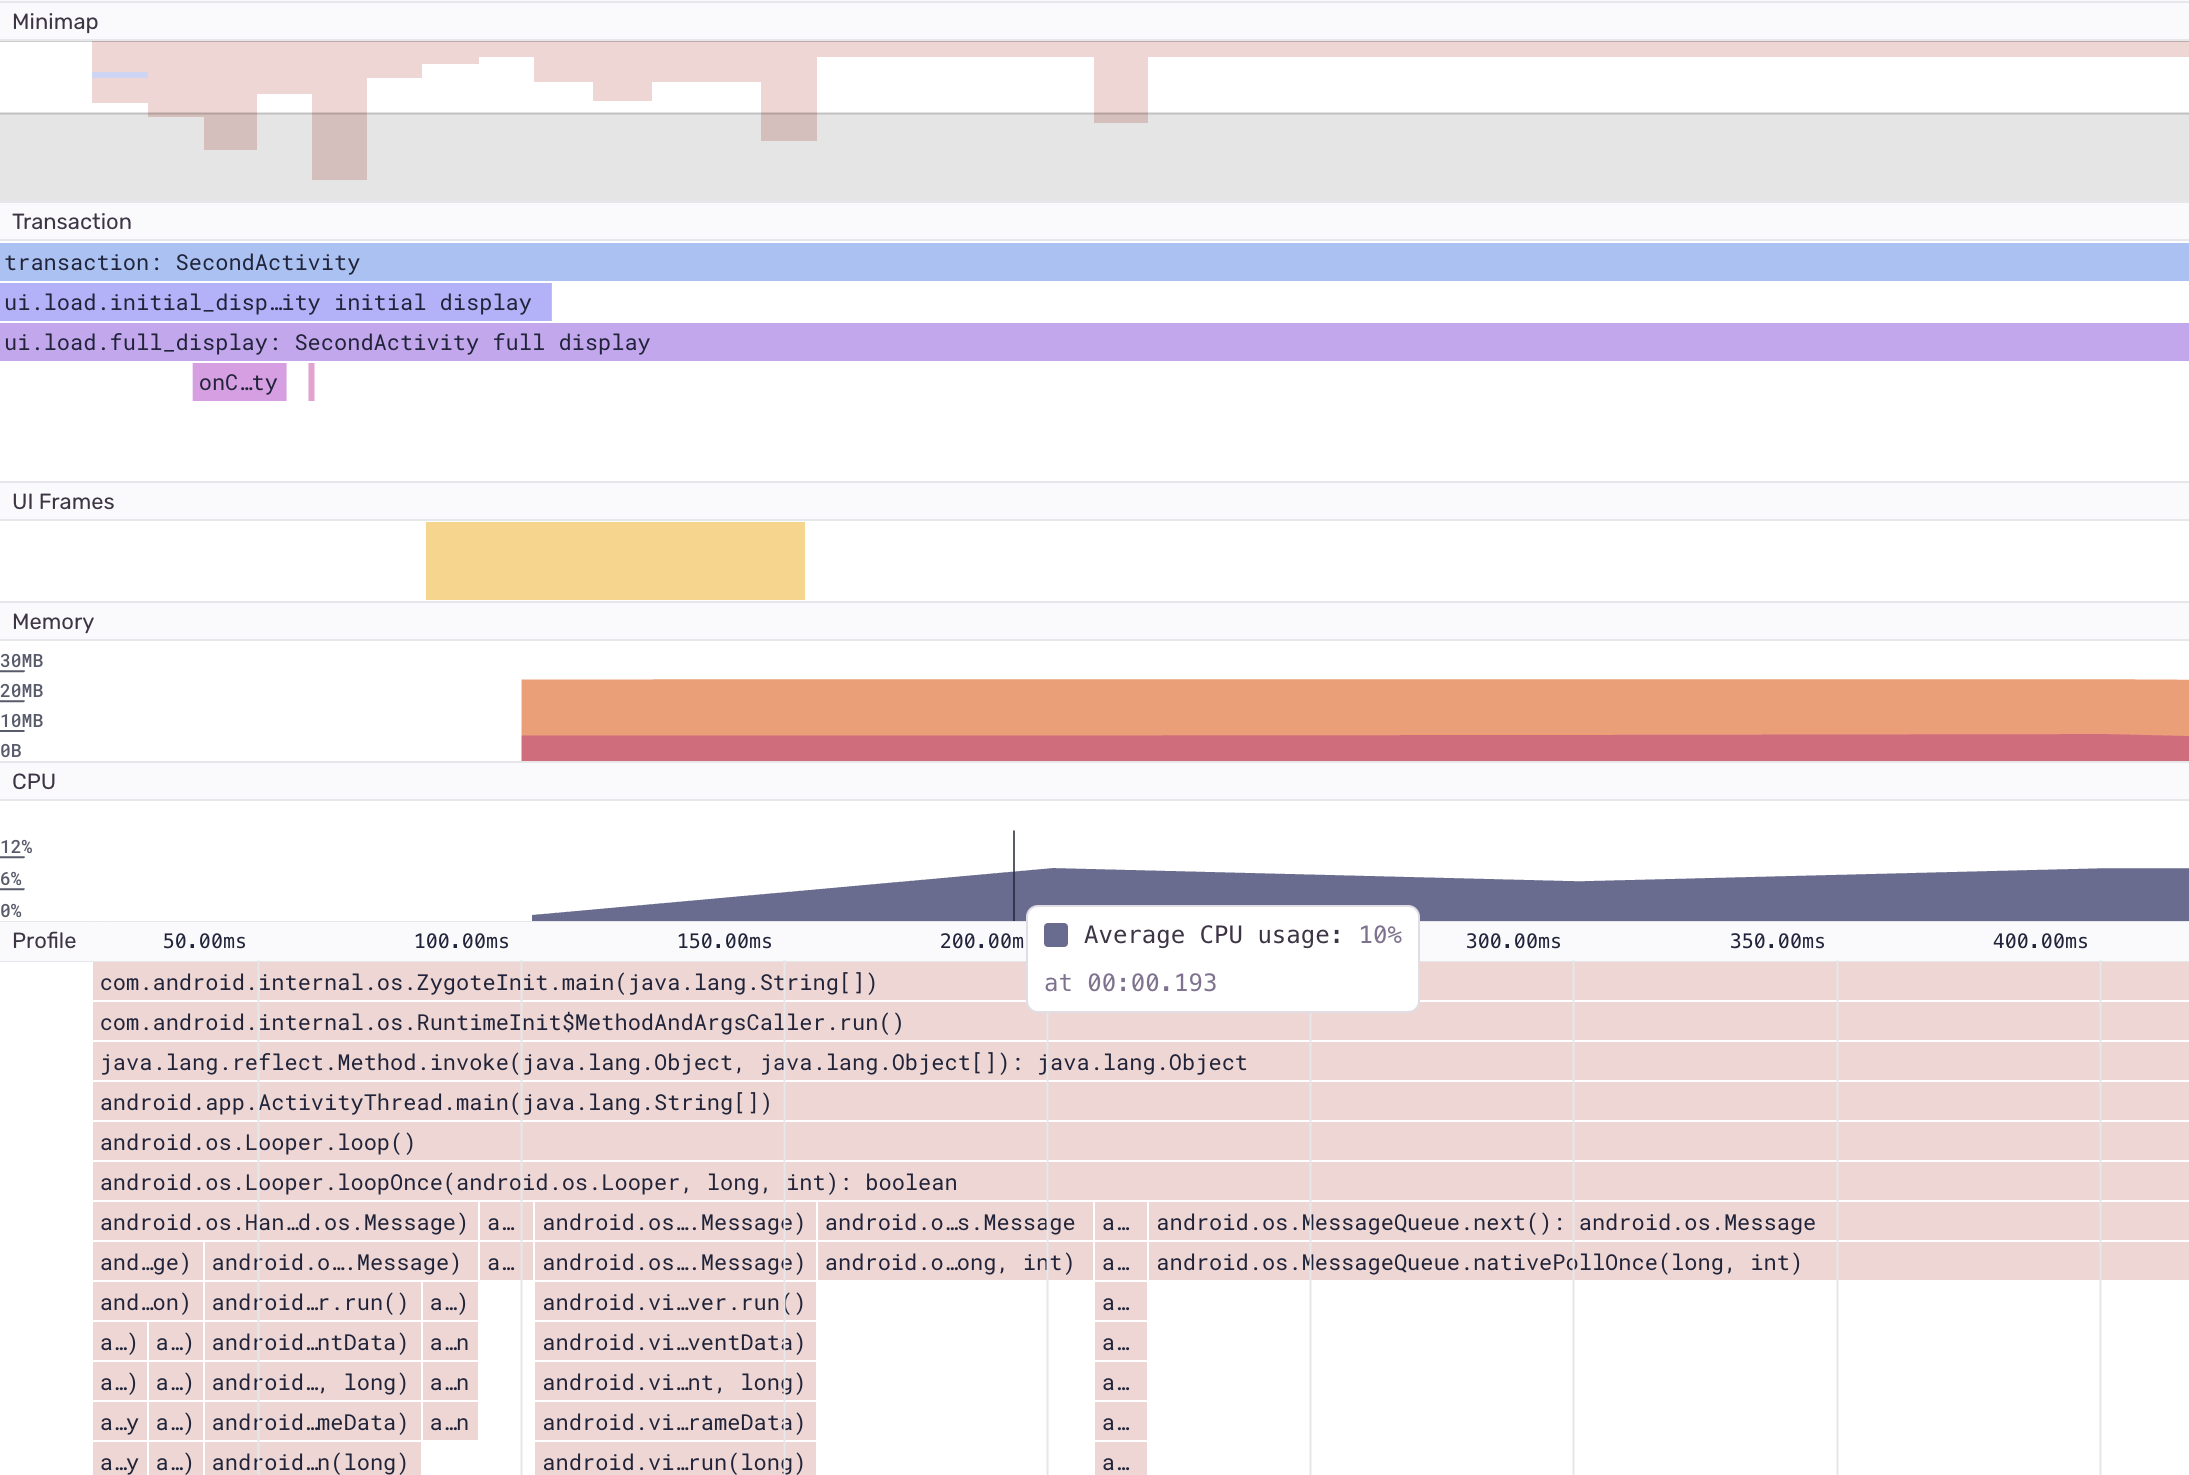 Minimap
Transaction
transaction: SecondActivity
ui.load.initial_disp…ity initial display
ui.load.full_display: SecondActivity full display
onC…ty
UI Frames
Memory
30MB
20MB
10MB
0B
CPU
12%
6%
0%
Profile 50.00ms 100.00ms 150.00ms 200.00m 300.00ms 350.00ms 400.00ms
Average CPU usage: 10%
at 00:00.193
com.android.internal.os.ZygoteInit.main(java.lang.String[])
com.android.internal.os.RuntimeInit$MethodAndArgsCaller.run()
java.lang.reflect.Method.invoke(java.lang.Object, java.lang.Object[]): java.lang.Object
android.app.ActivityThread.main(java.lang.String[])
android.os.Looper.loop()
android.os.Looper.loopOnce(android.os.Looper, long, int): boolean
android.os.Han…d.os.Message) a… android.os….Message) android.o…s.Message a… android.os.MessageQueue.next(): android.os.Message
and…ge) android.o….Message) a… android.os….Message) android.o…ong, int) a… android.os.MessageQueue.nativePollOnce(long, int)
and…on) android…r.run() a…) android.vi…ver.run() a…
a…) a…) android…ntData) a…n android.vi…ventData) a…
a…) a…) android…, long) a…n android.vi…nt, long) a…
a…y a…) android…meData) a…n android.vi…rameData) a…
a…y a…) android…n(long) android.vi…run(long) a…